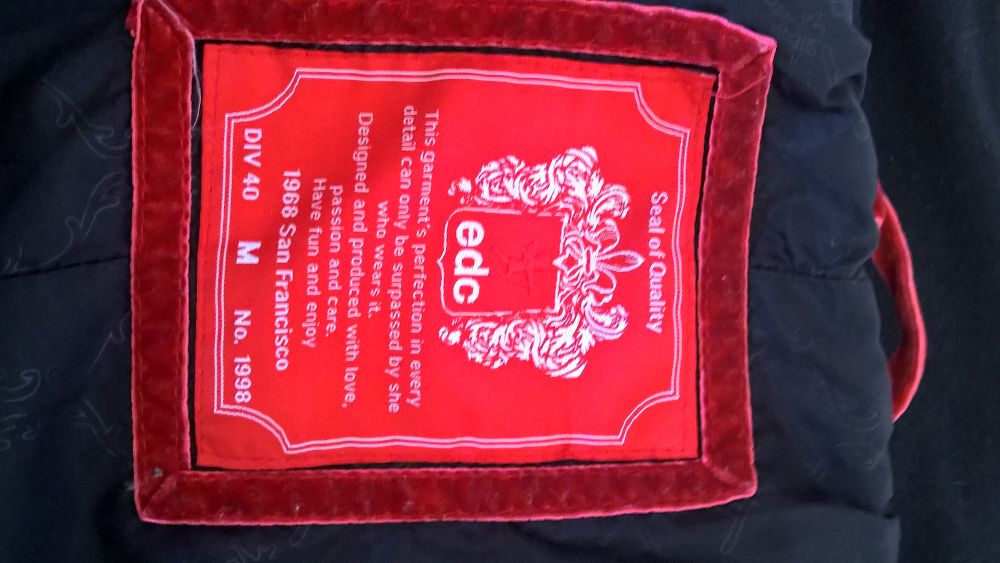 Seal of Quality
edc
This garment's perfection in every
detail can only be surpassed by she
who wears it.
Designed and produced with love,
passion and care.
Have fun and enjoy
1968 San Francisco
DIV 40 M No. 1998